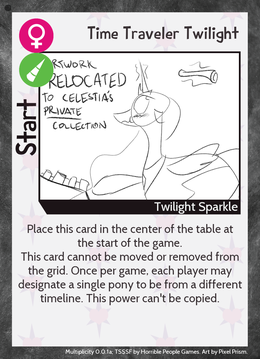 Time Traveler Twilight
ARTWORK
RELOCATED
TO CELESTIA'S
PRIVATE
COLLECTION
Start
Twilight Sparkle
Place this card in the center of the table at
the start of the game.
This card cannot be moved or removed from
the grid. Once per game, each player may
designate a single pony to be from a different
timeline. This power can't be copied.
Multiplicity 0.0.1a; TSSSF by Horrible People Games. Art by Pixel Prism.